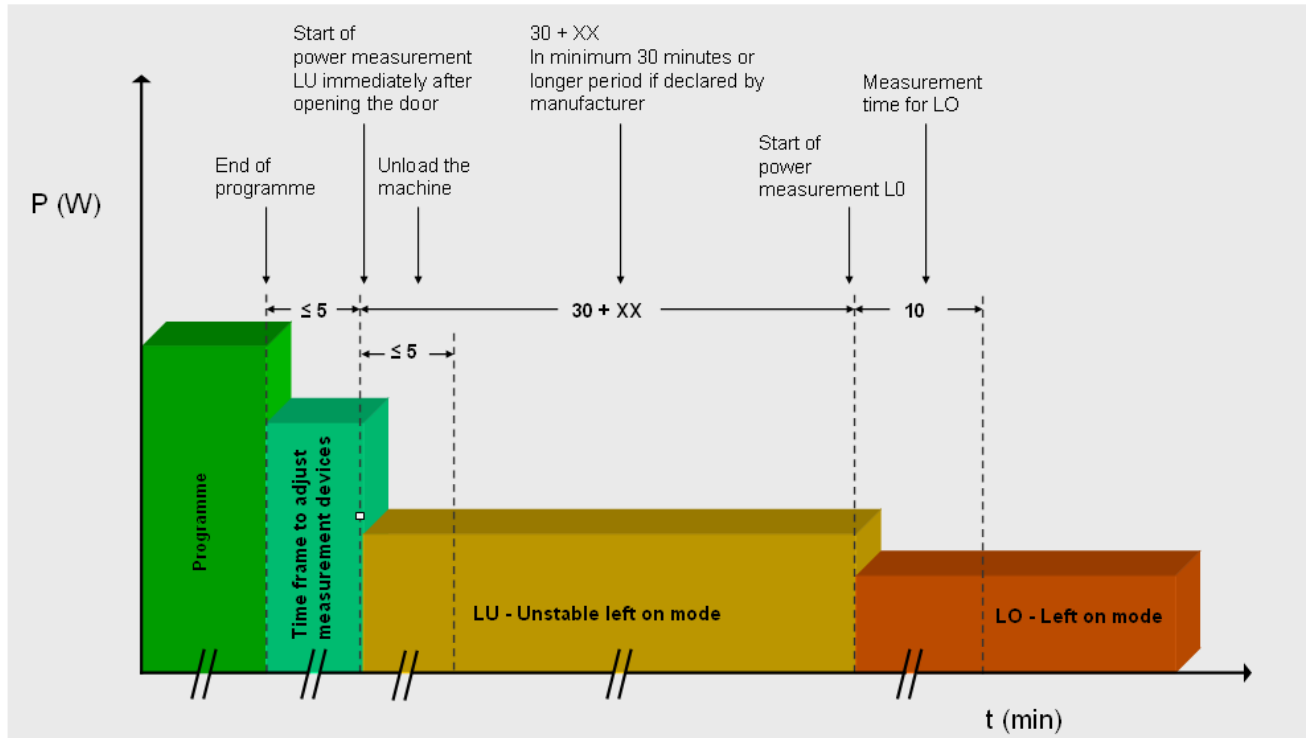 Start of
power measurement
LU immediately after
opening the door
30 + XX
In minimum 30 minutes or
longer period if declared by
manufacturer
Measurement
time for LO
End of
programme
Unload the
machine
Start of
power
measurement L0
P (W)
≤ 5
30 + XX
10
≤ 5
Programme
Time frame to adjust
measurement devices
LU - Unstable left on mode
LO - Left on mode
t (min)